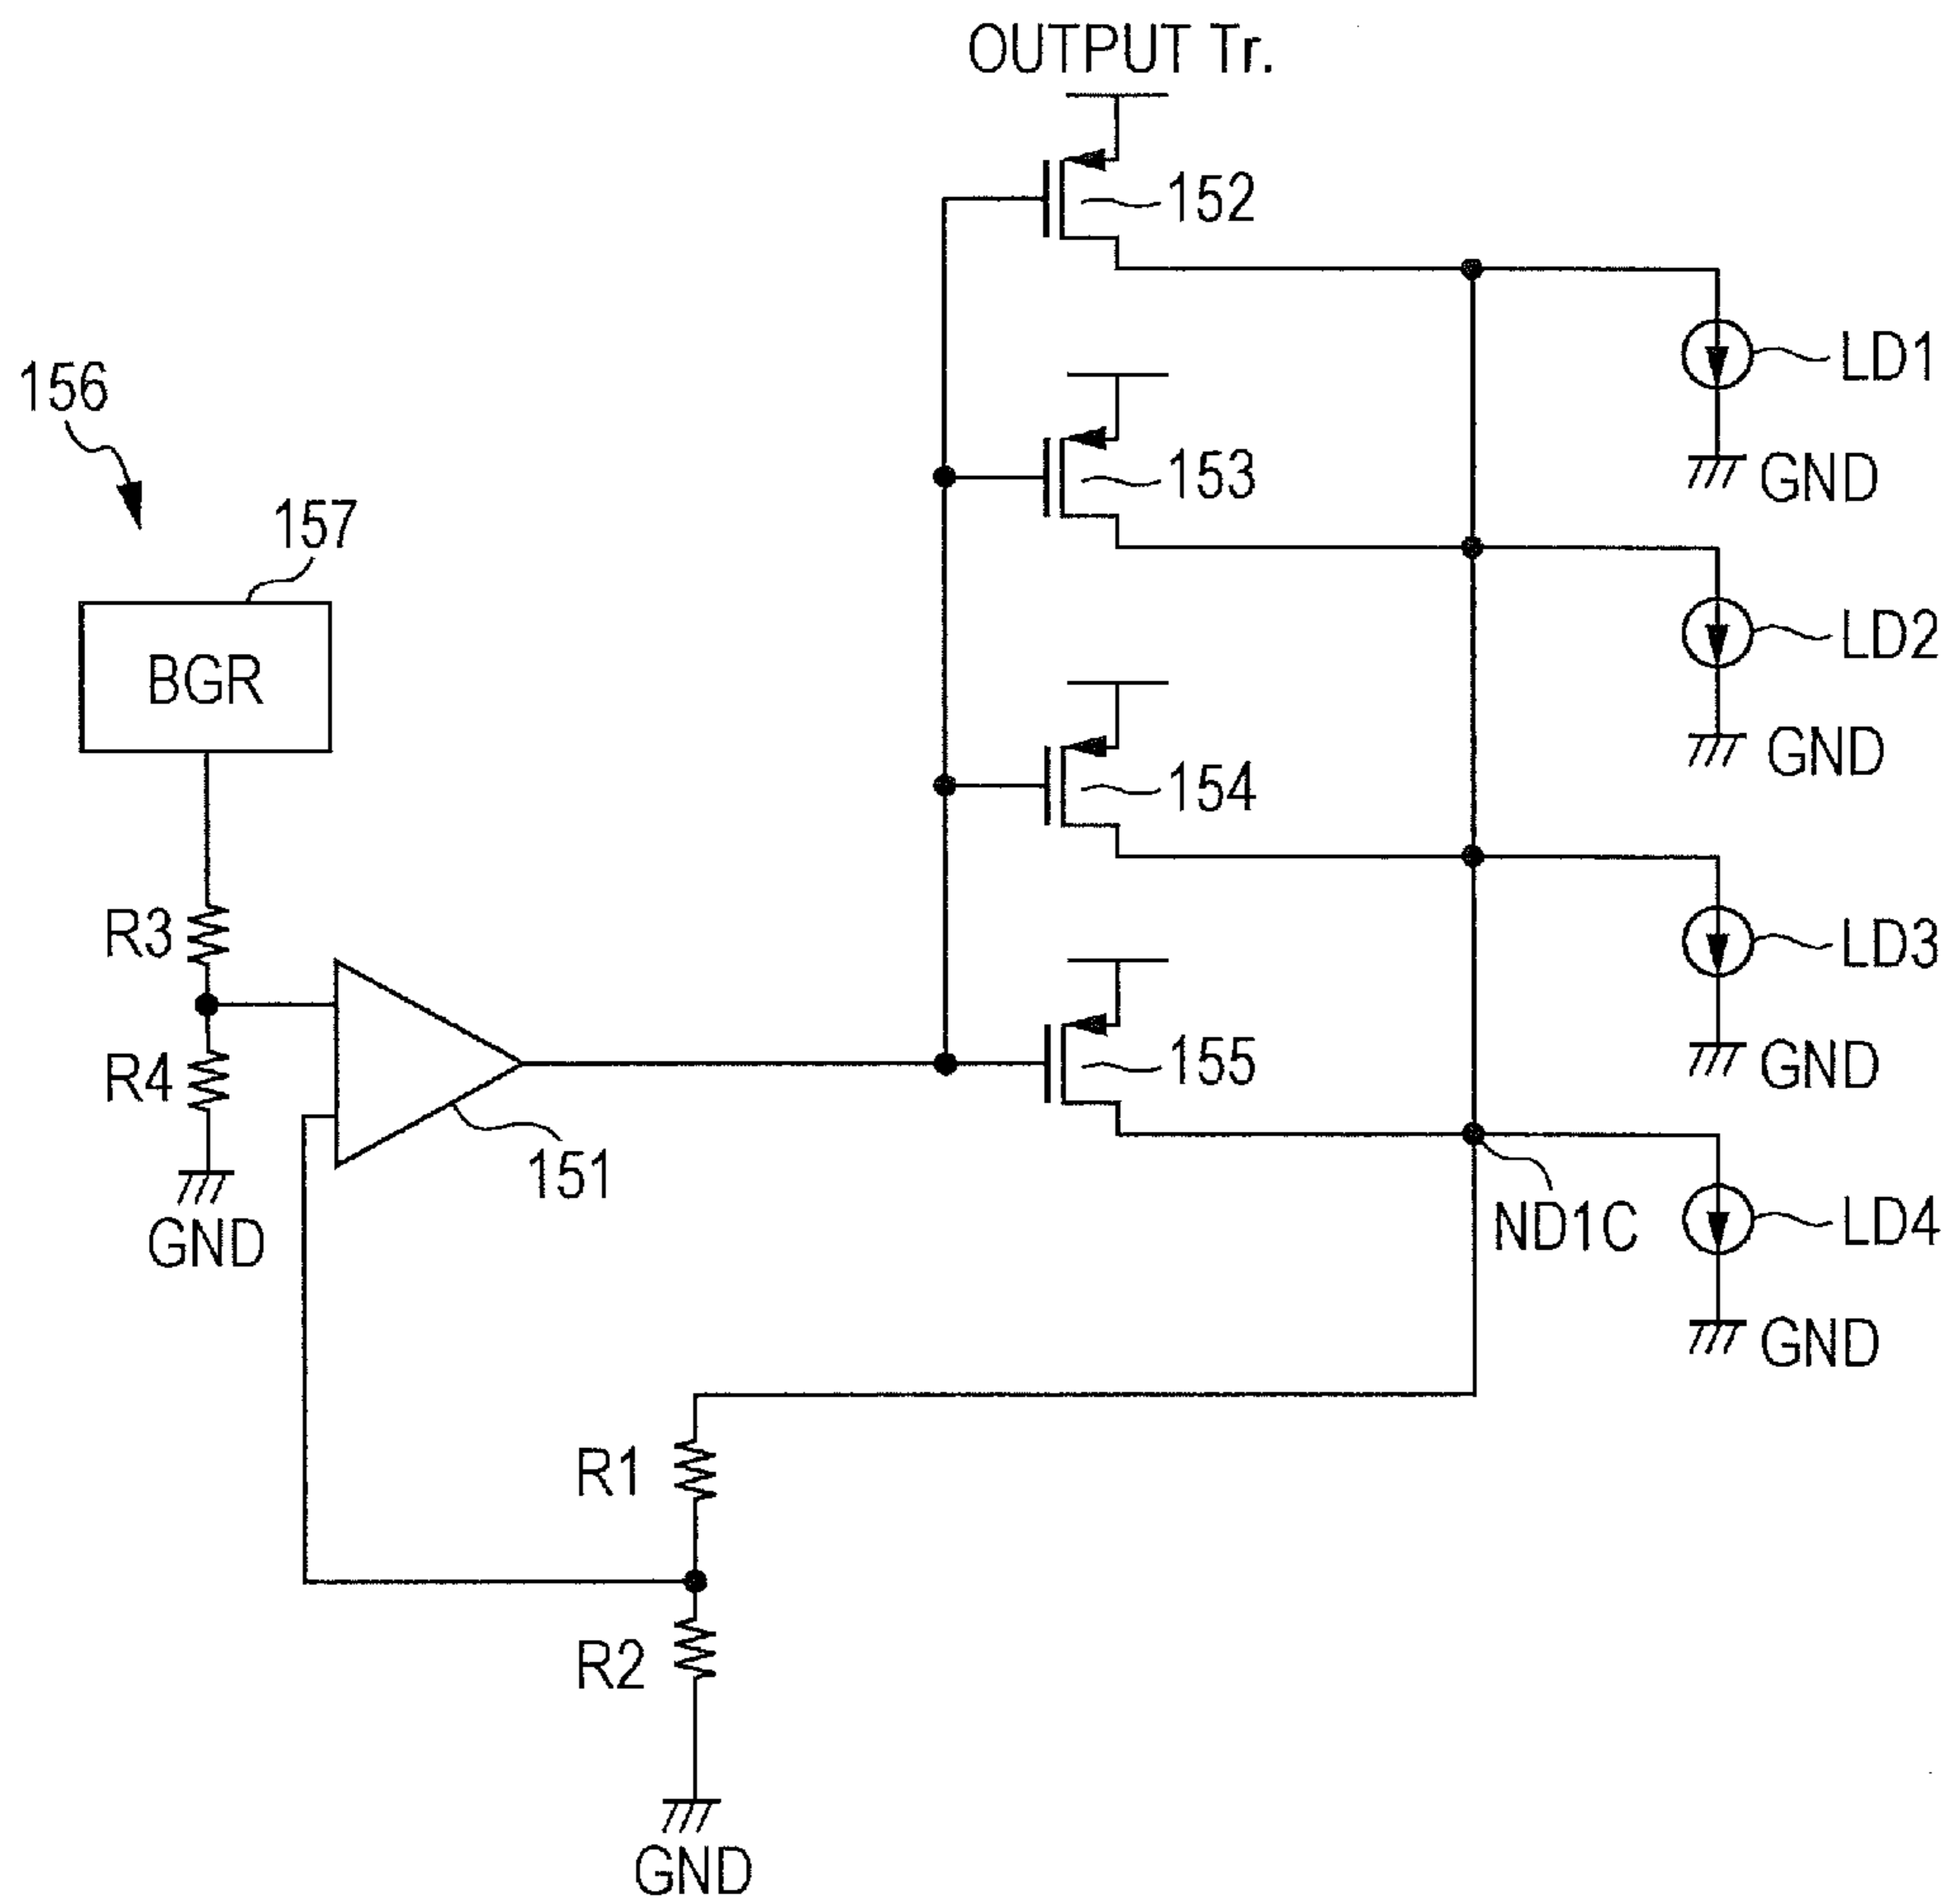 OUTPUT Tr.
152
156
LD1
153
GND
157
LD2
BGR
GND
154
R3
LD3
R4
155
GND
151
GND
ND1C
LD4
GND
R1
R2
GND